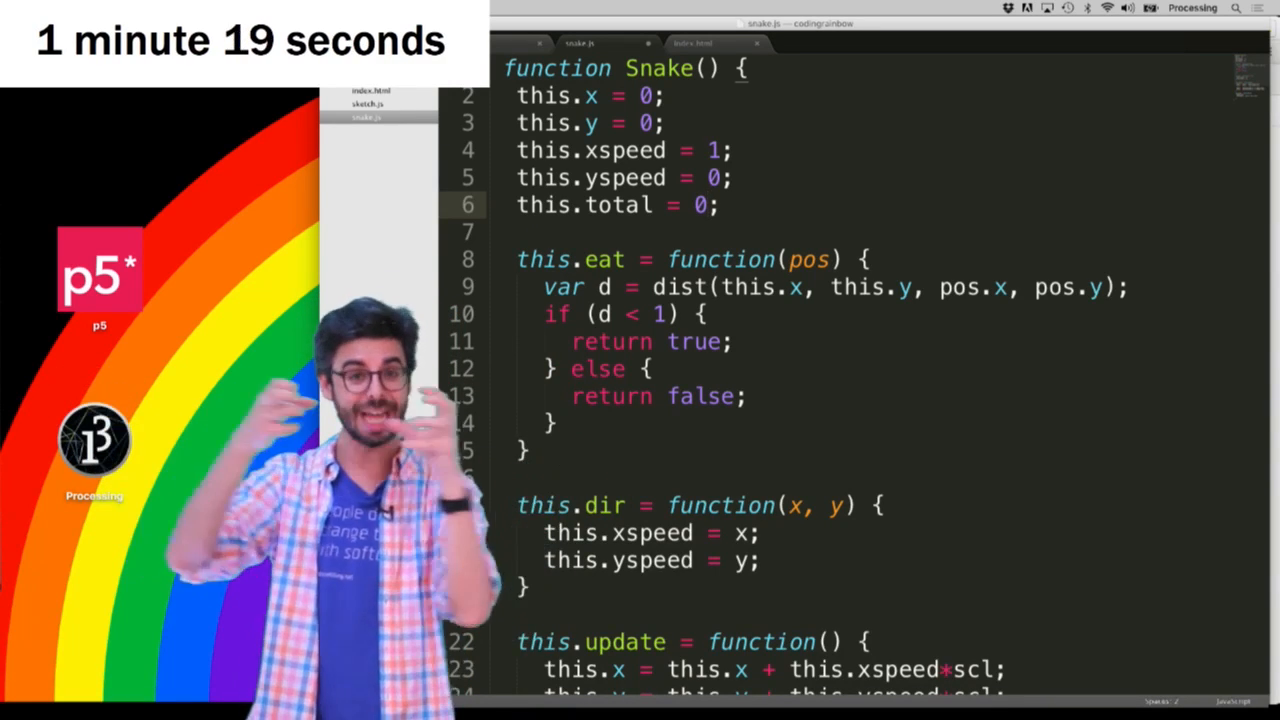 1 minute 19 seconds
Processing
snake.js — codingrainbow
snake.js
index.html
index.html
sketch.js
snake.js
function Snake() {
2 this.x = 0;
3 this.y = 0;
4 this.xspeed = 1;
5 this.yspeed = 0;
6 this.total = 0;
7
8 this.eat = function(pos) {
9 var d = dist(this.x, this.y, pos.x, pos.y);
10 if (d < 1) {
11 return true;
12 } else {
13 return false;
14 }
5 }
this.dir = function(x, y) {
this.xspeed = x;
this.yspeed = y;
}
22 this.update = function() {
23 this.x = this.x + this.xspeed*scl;
p5*
p5
Processing
Spaces: 2
JavaScript